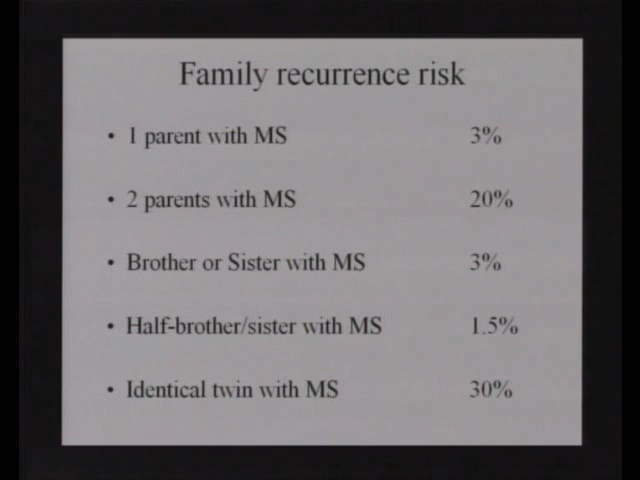 Family recurrence risk
• 1 parent with MS 3%
• 2 parents with MS 20%
• Brother or Sister with MS 3%
• Half-brother/sister with MS 1.5%
• Identical twin with MS 30%